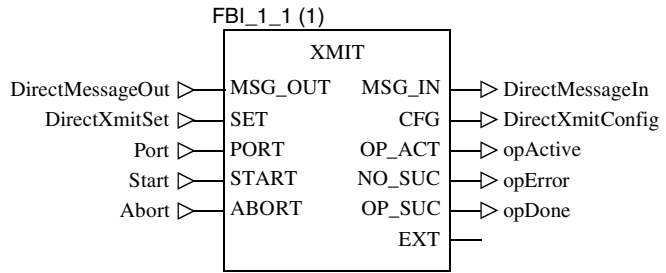 FBI_1_1 (1)
XMIT
DirectMessageOut MSG_OUT MSG_IN DirectMessageIn
DirectXmitSet SET CFG DirectXmitConfig
Port PORT OP_ACT opActive
Start START NO_SUC opError
Abort ABORT OP_SUC opDone
EXT